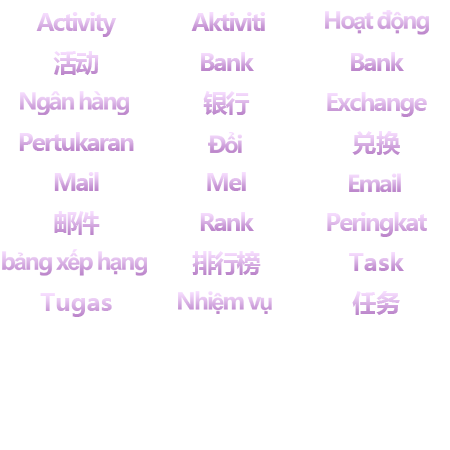 Activity Aktiviti Hoạt động
活动 Bank Bank
Ngân hàng 银行 Exchange
Pertukaran Đổi 兑换
Mail Mel Email
邮件 Rank Peringkat
bảng xếp hạng 排行榜 Task
Tugas Nhiệm vụ 任务